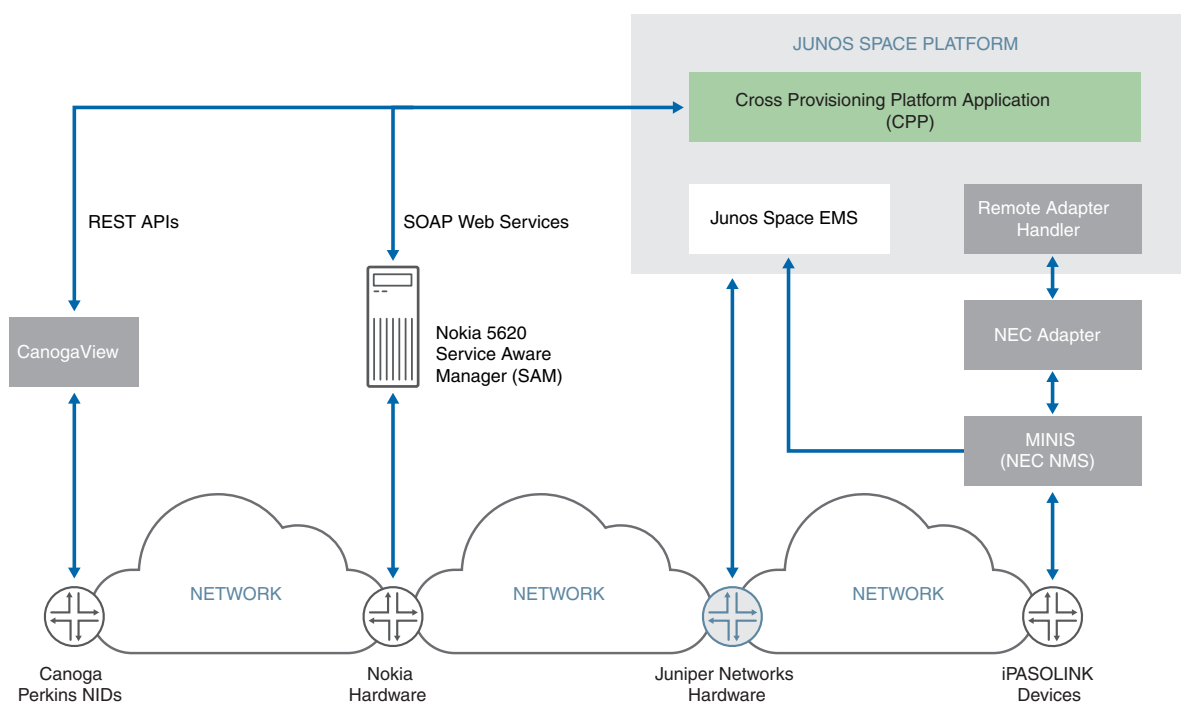 JUNOS SPACE PLATFORM
Cross Provisioning Platform Application
(CPP)
REST APIs
SOAP Web Services
Junos Space EMS
Remote Adapter
Handler
CanogaView
Nokia 5620
Service Aware
Manager (SAM)
NEC Adapter
MINIS
(NEC NMS)
NETWORK
NETWORK
NETWORK
Canoga
Perkins NIDs
Nokia
Hardware
Juniper Networks
Hardware
iPASOLINK
Devices